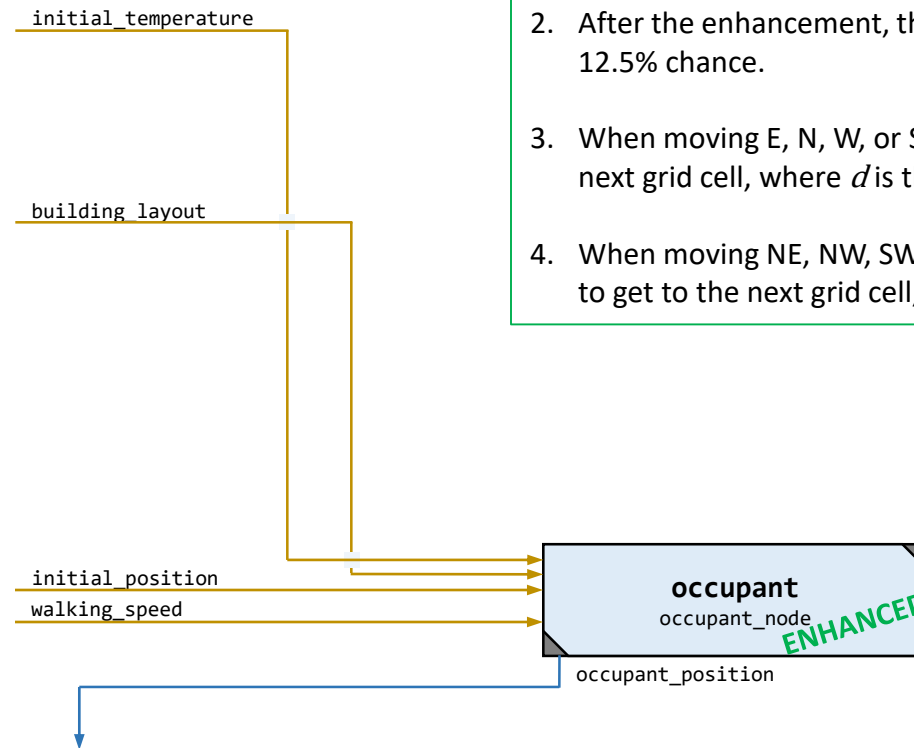 initial_temperature
2. After the enhancement, th
12.5% chance.
3. When moving E, N, W, or S
next grid cell, where d is t
building_layout
4. When moving NE, NW, SW
to get to the next grid cell,
initial_position
walking_speed
occupant
occupant_node
ENHANCED
occupant_position